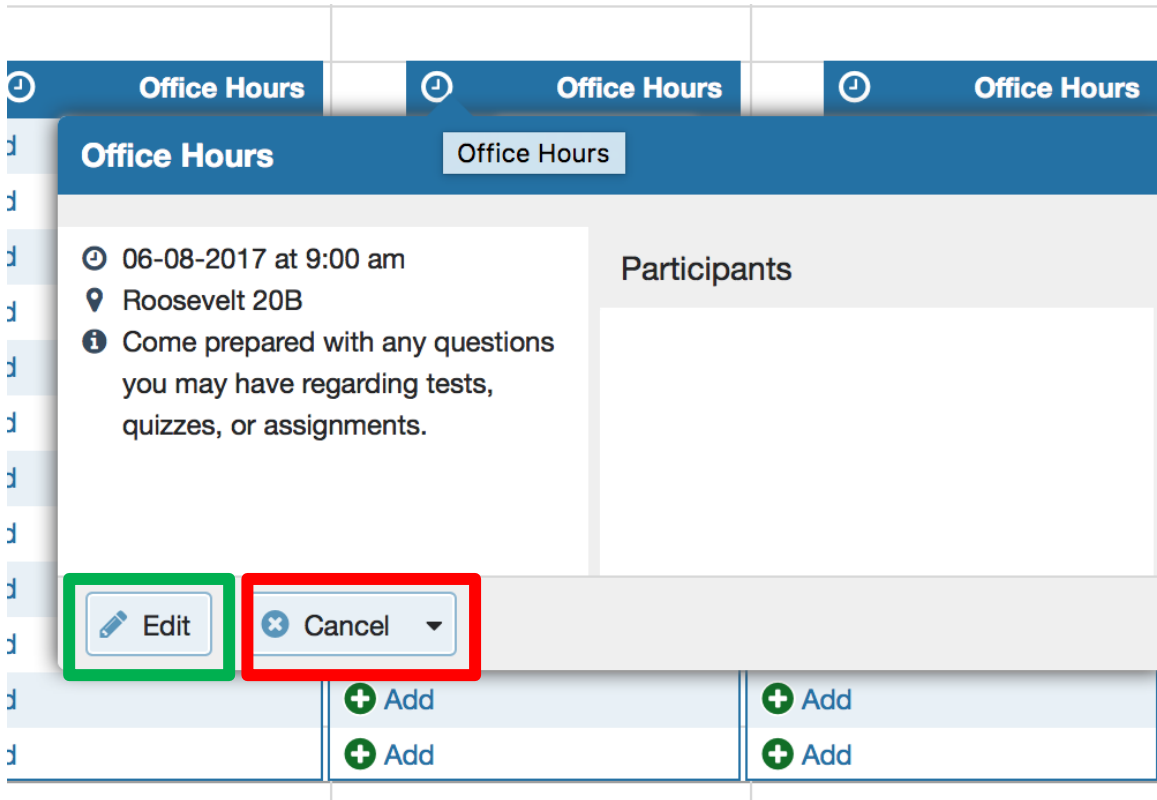 Office Hours
Office Hours
Office Hours
Office Hours
Office Hours
06-08-2017 at 9:00 am
Roosevelt 20B
Come prepared with any questions
you may have regarding tests,
quizzes, or assignments.
Participants
Edit
Cancel
Add
Add
Add
Add